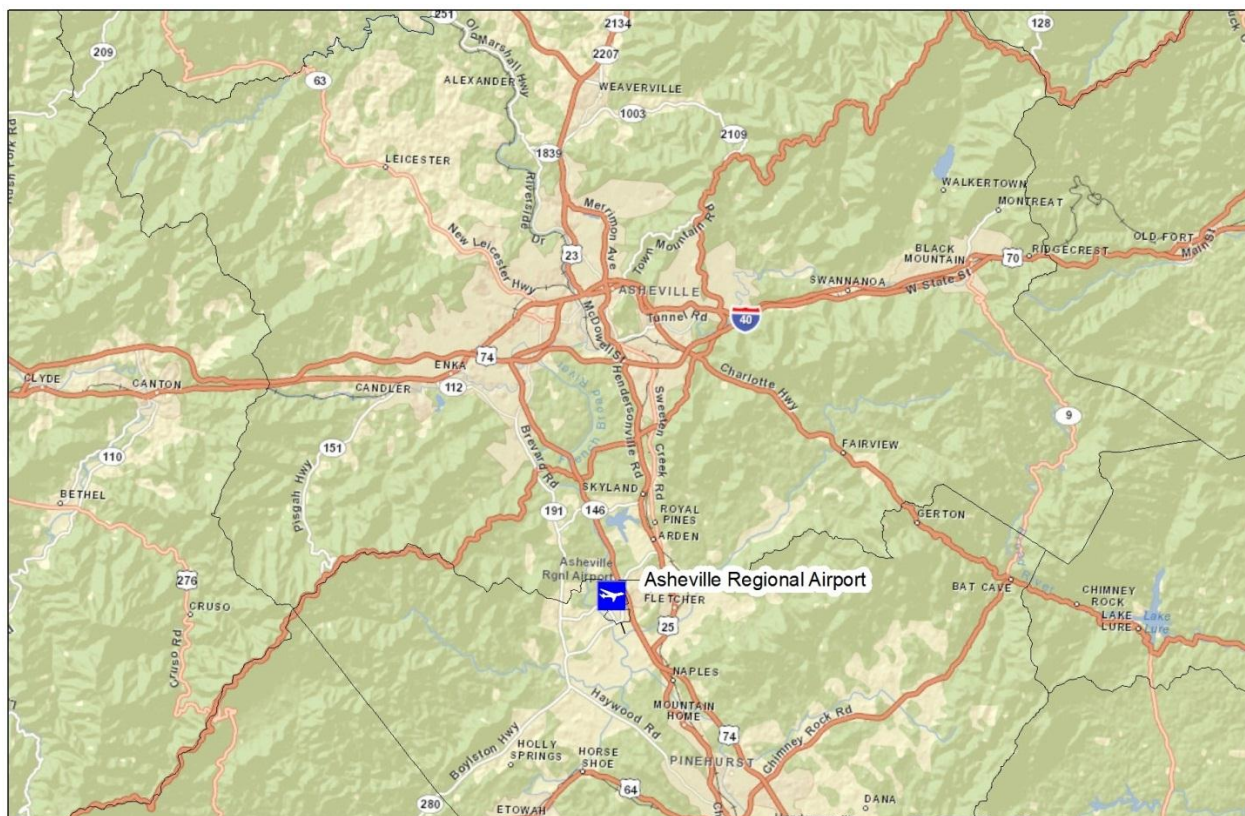 251
Old Marshall Hwy
2134
128
209
2207
63
ALEXANDER
WEAVERVILLE
1003
2109
1839
LEICESTER
Riverside Dr
WALKERTOWN
MONTREAT
Merrimon Ave
Town Mountain Rd
New Leicester Hwy
23
BLACK
MOUNTAIN
70
RIDGECREST
OLD FORT
Main St
ASHEVILLE
SWANNANOA
W State St
Tunnel Rd
40
McDowell St
74
ENKA
CLYDE
CANTON
CANDLER
112
Charlotte Hwy
Hendersonville Rd
Sweeten Creek Rd
French Broad River
Brevard Rd
9
151
110
Pisgah Hwy
FAIRVIEW
BETHEL
SKYLAND
191
146
ROYAL
PINES
ARDEN
GERTON
Asheville
Rgnl Airport
Asheville Regional Airport
276
CRUSO
Cruso Rd
FLETCHER
25
BAT CAVE
River
CHIMNEY
ROCK
LAKE
LURE
Lake
Lure
NAPLES
MOUNTAIN
HOME
Haywood Rd
Boylston Hwy
HOLLY
SPRINGS
HORSE
SHOE
74
PINEHURST
Chimney Rock Rd
64
280
ETOWAH
DANA